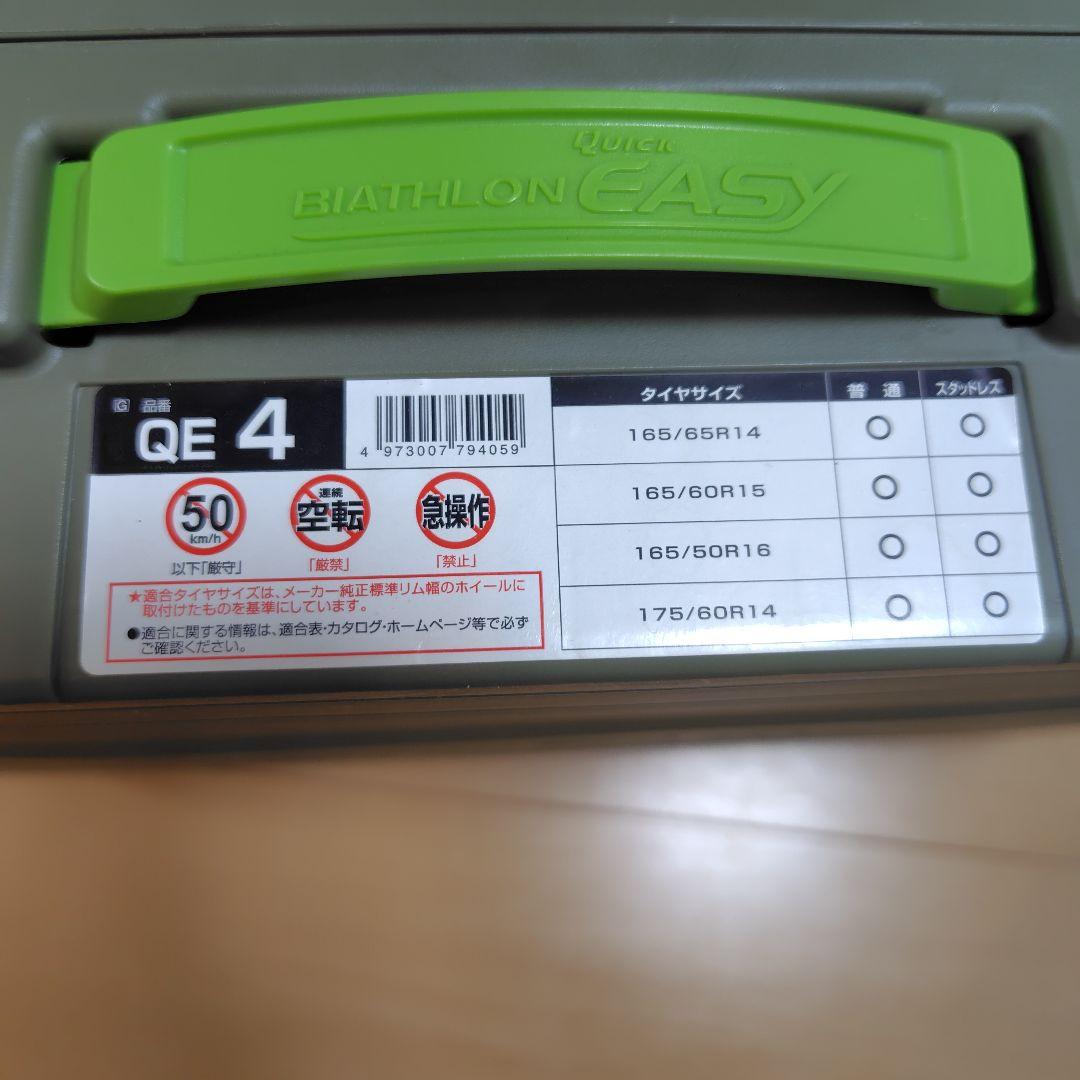 QUICK
BIATHLON EASY
G 品番
QE 4
4 973007 794059
50
km/h
以下「厳守」
連続
空転
「厳禁」
急操作
「禁止」
★適合タイヤサイズは、メーカー純正標準リム幅のホイールに
取付けたものを基準にしています。
●適合に関する情報は、適合表・カタログ・ホームページ等で必ず
ご確認ください。
タイヤサイズ 普通 スタッドレス
165/65R14 ○ ○
165/60R15 ○ ○
165/50R16 ○ ○
175/60R14 ○ ○